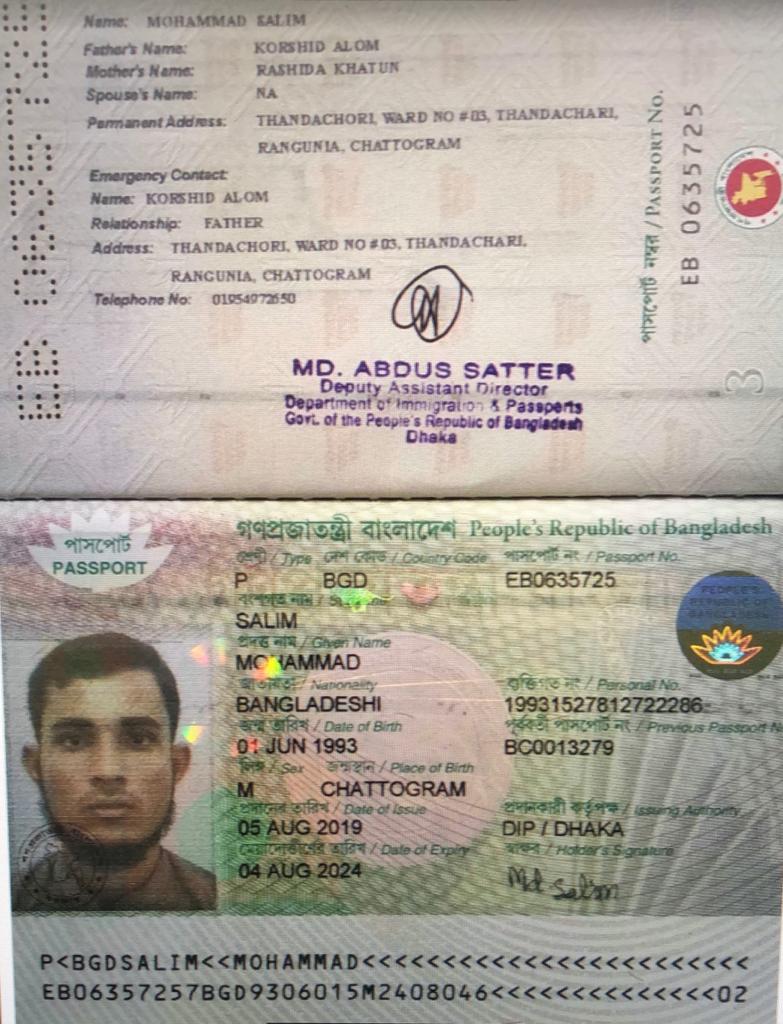 Name: MOHAMMAD SALIM
Father's Name: KORSHID ALOM
Mother's Name: RASHIDA KHATUN
Spouse's Name: NA
Permanent Address: THANDACHORI, WARD NO # 03, THANDACHARI,
RANGUNIA, CHATTOGRAM
Emergency Contact:
Name: KORSHID ALOM
Relationship: FATHER
Address: THANDACHORI, WARD NO # 03, THANDACHARI,
RANGUNIA, CHATTOGRAM
Telephone No: 01954972650
পাসপোর্ট নম্বর / PASSPORT NO.
EB 0635725
EB 0635725
MD. ABDUS SATTER
Deputy Assistant Director
Department of Immigration & Passports
Govt. of the People's Republic of Bangladesh
Dhaka
3
পাসপোর্ট
PASSPORT
গণপ্রজাতন্ত্রী বাংলাদেশ People's Republic of Bangladesh
শ্রেণী / Type দেশ কোড / Country Code পাসপোর্ট নং / Passport No.
P BGD EB0635725
PEOPLE'S
REPUBLIC OF
BANGLADESH
বংশগত নাম /
SALIM
প্রদত্ত নাম / Given Name
MOHAMMAD
জাতীয়তা / Nationality ব্যক্তিগত নং / Personal No.
BANGLADESHI 19931527812722286
জন্ম তারিখ / Date of Birth পূর্ববর্তী পাসপোর্ট নং / Previous Passport N
01 JUN 1993 BC0013279
লিঙ্গ / Sex জন্মস্থান / Place of Birth
M CHATTOGRAM
প্রদানের তারিখ / Date of Issue প্রদানকারী কর্তৃপক্ষ / Issuing Authority
05 AUG 2019 DIP / DHAKA
মেয়াদোত্তীর্ণের তারিখ / Date of Expiry স্বাক্ষর / Holder's Signature
04 AUG 2024 Md Salim
P<BGDSALIM<<MOHAMMAD<<<<<<<<<<<<<<<<<<<<<<<<
EB06357257BGD9306015M2408046<<<<<<<<<<<<<<02